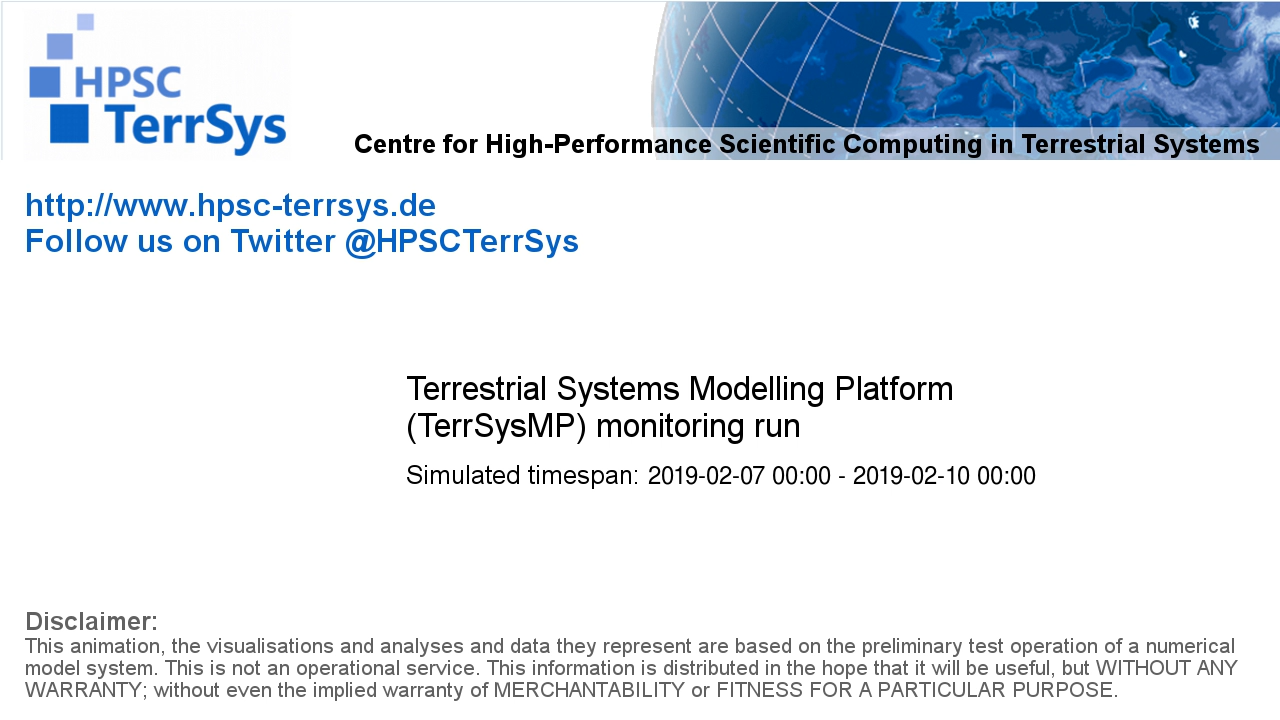 HPSC
TerrSys
Centre for High-Performance Scientific Computing in Terrestrial Systems
http://www.hpsc-terrsys.de
Follow us on Twitter @HPSCTerrSys
Terrestrial Systems Modelling Platform
(TerrSysMP) monitoring run
Simulated timespan: 2019-02-07 00:00 - 2019-02-10 00:00
Disclaimer:
This animation, the visualisations and analyses and data they represent are based on the preliminary test operation of a numerical
model system. This is not an operational service. This information is distributed in the hope that it will be useful, but WITHOUT ANY
WARRANTY; without even the implied warranty of MERCHANTABILITY or FITNESS FOR A PARTICULAR PURPOSE.